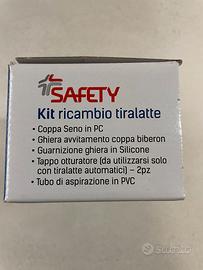 SAFETY
Kit ricambio tiralatte
• Coppa Seno in PC
• Ghiera avvitamento coppa biberon
• Guarnizione ghiera in Silicone
• Tappo otturatore (da utilizzarsi solo
con tiralatte automatici) – 2pz
• Tubo di aspirazione in PVC
Subito